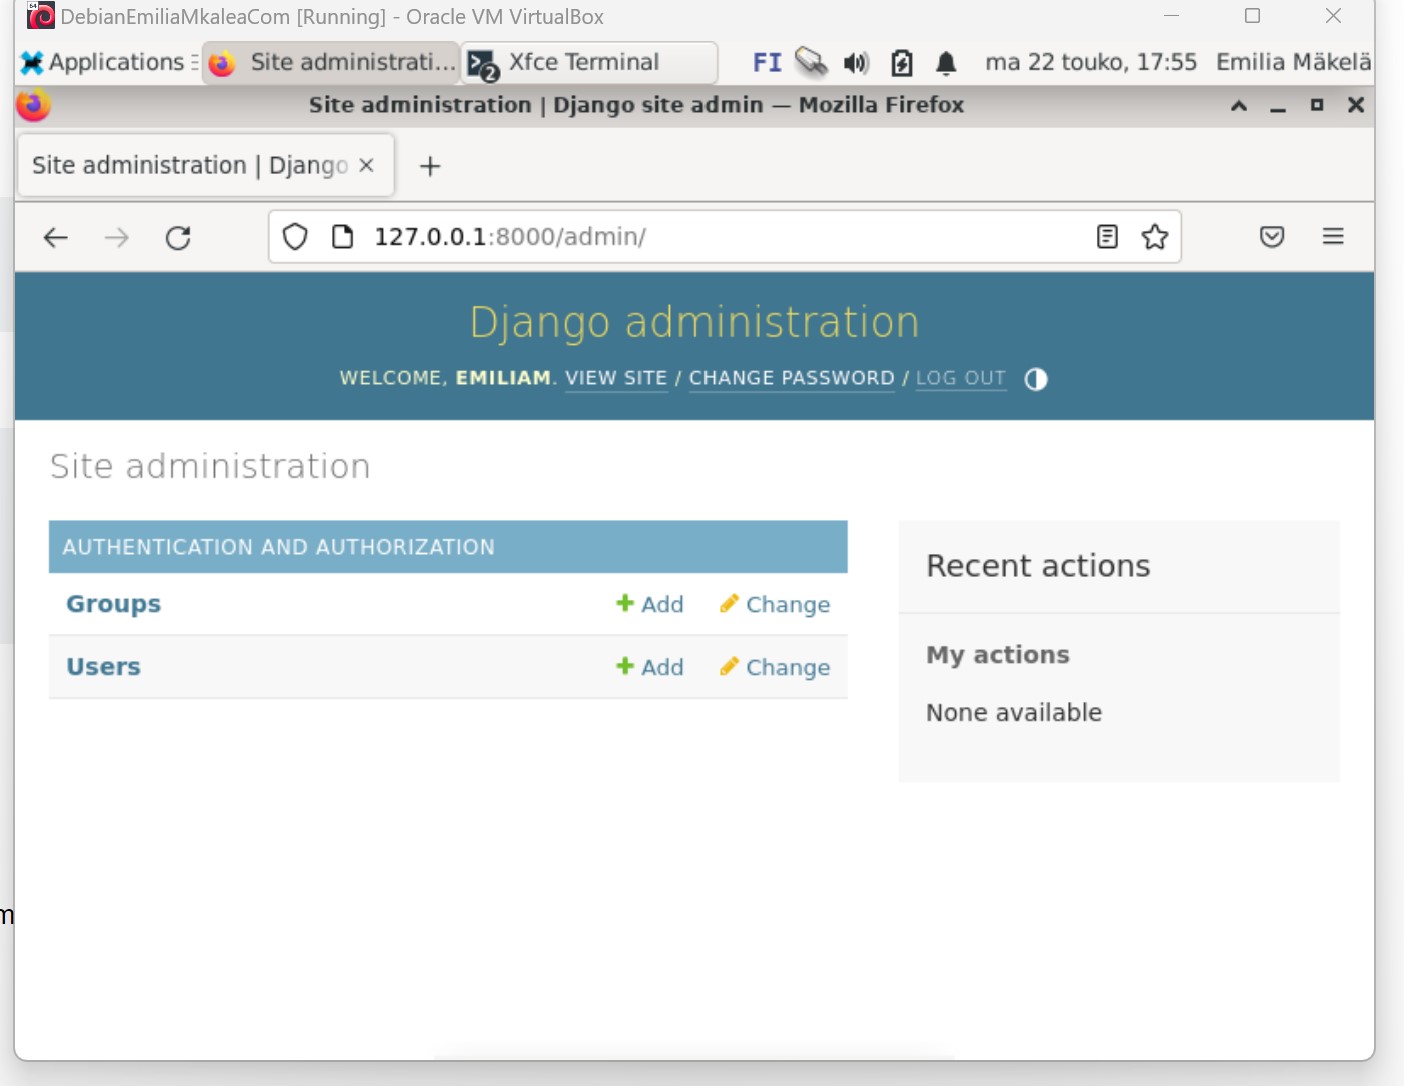 DebianEmiliaMkaleaCom [Running] - Oracle VM VirtualBox
Applications Site administrati... 2 Xfce Terminal FI ma 22 touko, 17:55 Emilia Mäkelä
Site administration | Django site admin — Mozilla Firefox
Site administration | Django
127.0.0.1:8000/admin/
Django administration
WELCOME, EMILIAM. VIEW SITE / CHANGE PASSWORD / LOG OUT
Site administration
AUTHENTICATION AND AUTHORIZATION
Groups Add Change
Users Add Change
Recent actions
My actions
None available
m